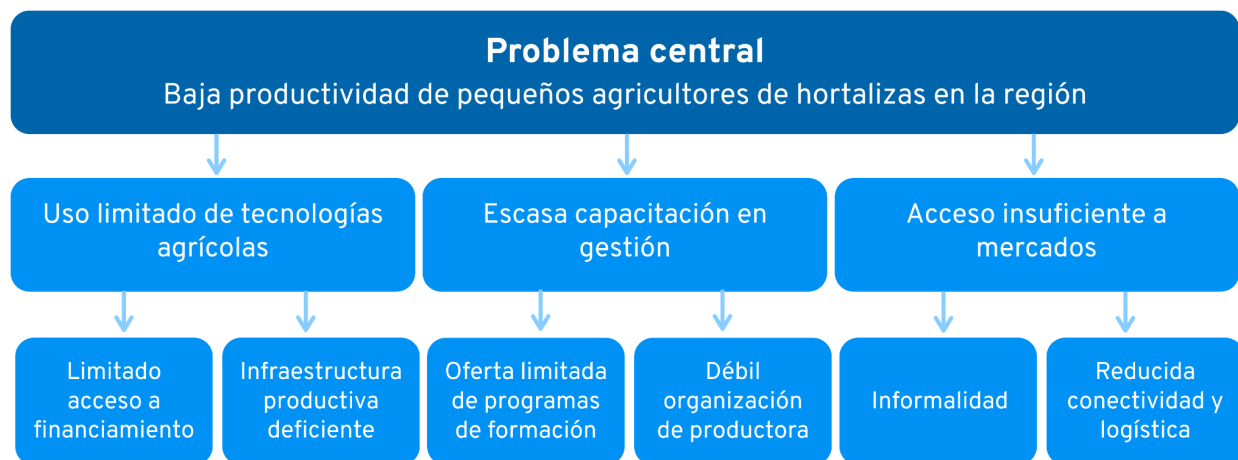 Problema central
Baja productividad de pequeños agricultores de hortalizas en la región
Uso limitado de tecnologías
agrícolas
Escasa capacitación en
gestión
Acceso insuficiente a
mercados
Limitado
acceso a
financiamiento
Infraestructura
productiva
deficiente
Oferta limitada
de programas
de formación
Débil
organización
de productora
Informalidad
Reducida
conectividad y
logística